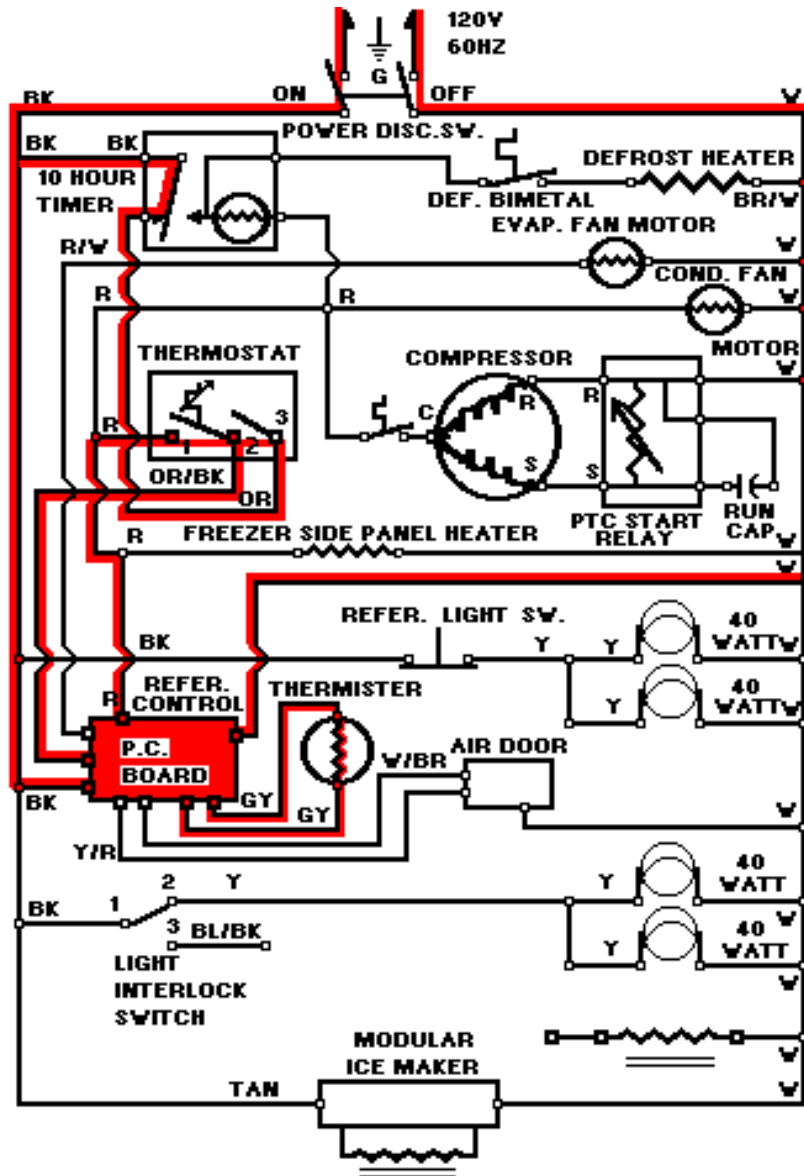 120V
60HZ
G
ON
OFF
BK
W
POWER DISC.SW.
BK
BK
10 HOUR
TIMER
DEFROST HEATER
DEF. BIMETAL
BR/W
EVAP. FAN MOTOR
W
R/W
COND. FAN
R
R
W
MOTOR
THERMOSTAT
COMPRESSOR
W
3
C
R
R
R
1
2
OR/BK
S
S
OR
RUN
CAP
PTC START
RELAY
R
FREEZER SIDE PANEL HEATER
W
W
REFER. LIGHT SW.
40
WATT
W
BK
Y
Y
REFER.
CONTROL
THERMISTER
R
Y
40
WATT
W
P.C.
BOARD
W/BR
AIR DOOR
BK
GY
GY
W
Y/R
2
Y
Y
40
WATT
W
BK
1
3
BL/BK
Y
40
WATT
W
LIGHT
INTERLOCK
SWITCH
W
MODULAR
ICE MAKER
W
TAN
W